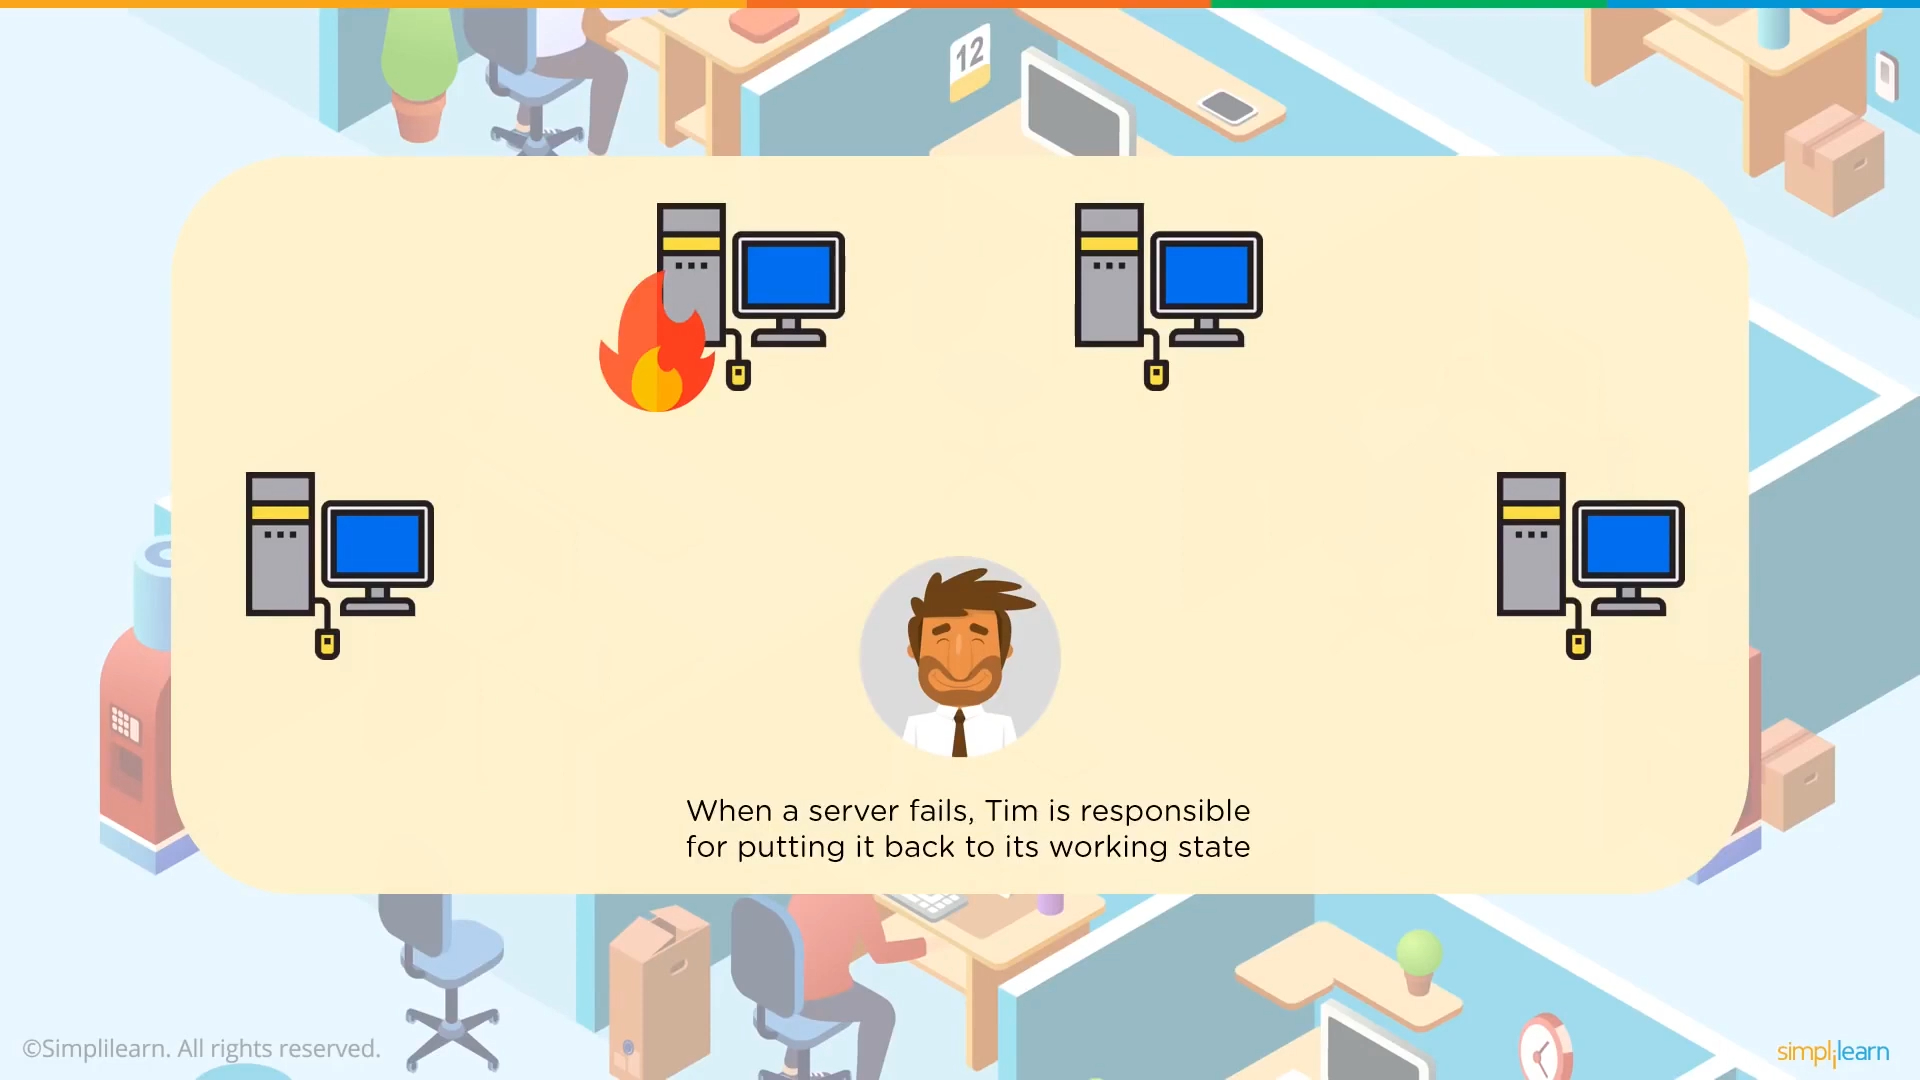 12
When a server fails, Tim is responsible
for putting it back to its working state
©Simplilearn. All rights reserved.
simplilearn